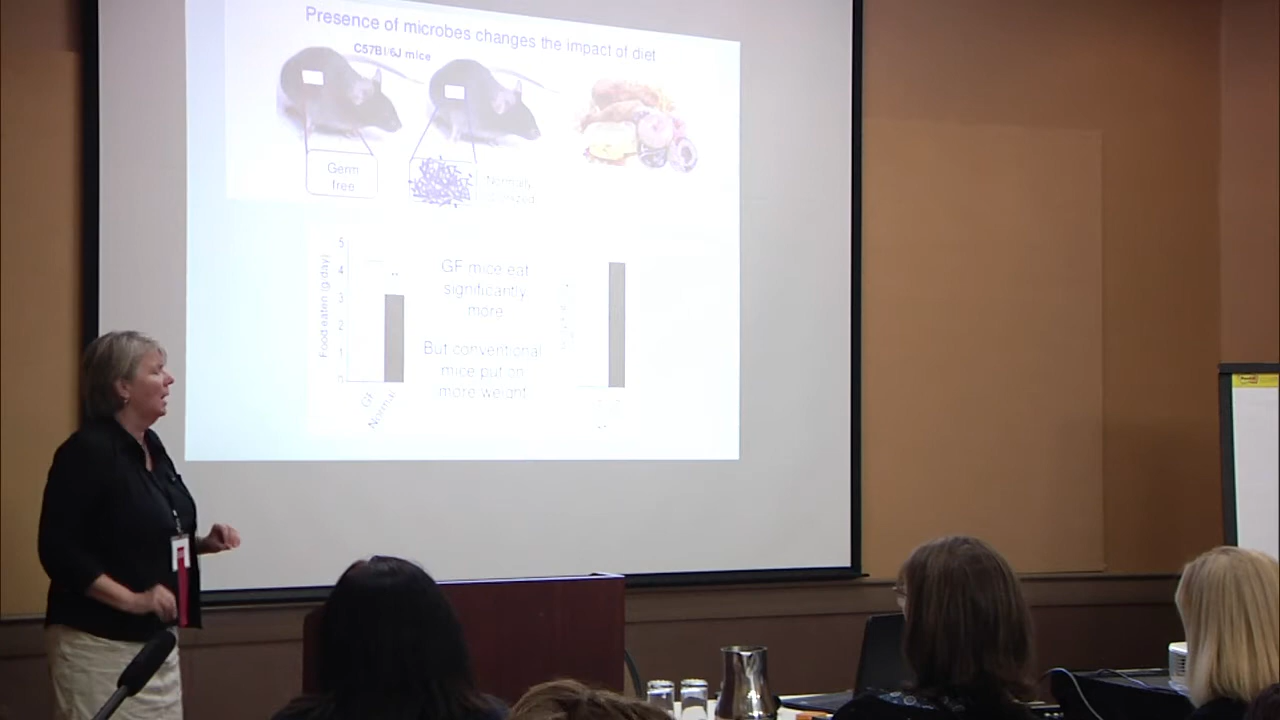 Presence of microbes changes the impact of diet
C57Bl/6J mice
Germ
free
Normally
Food eaten (g/day)
5
4
3
2
1
0
**
GF
Normal
GF mice eat
significantly
more
But conventional
mice put on
more weight